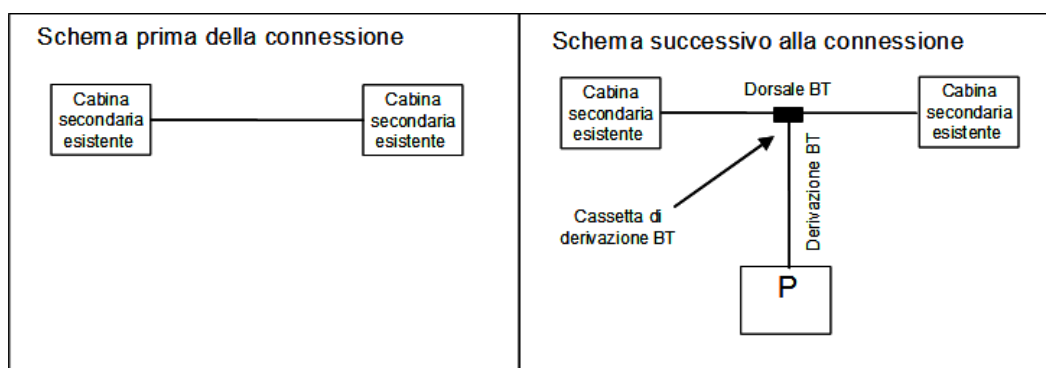 Schema prima della connessione
Cabina
secondaria
esistente
Cabina
secondaria
esistente
Schema successivo alla connessione
Cabina
secondaria
esistente
Dorsale BT
Cabina
secondaria
esistente
Derivazione BT
Cassetta di
derivazione BT
P